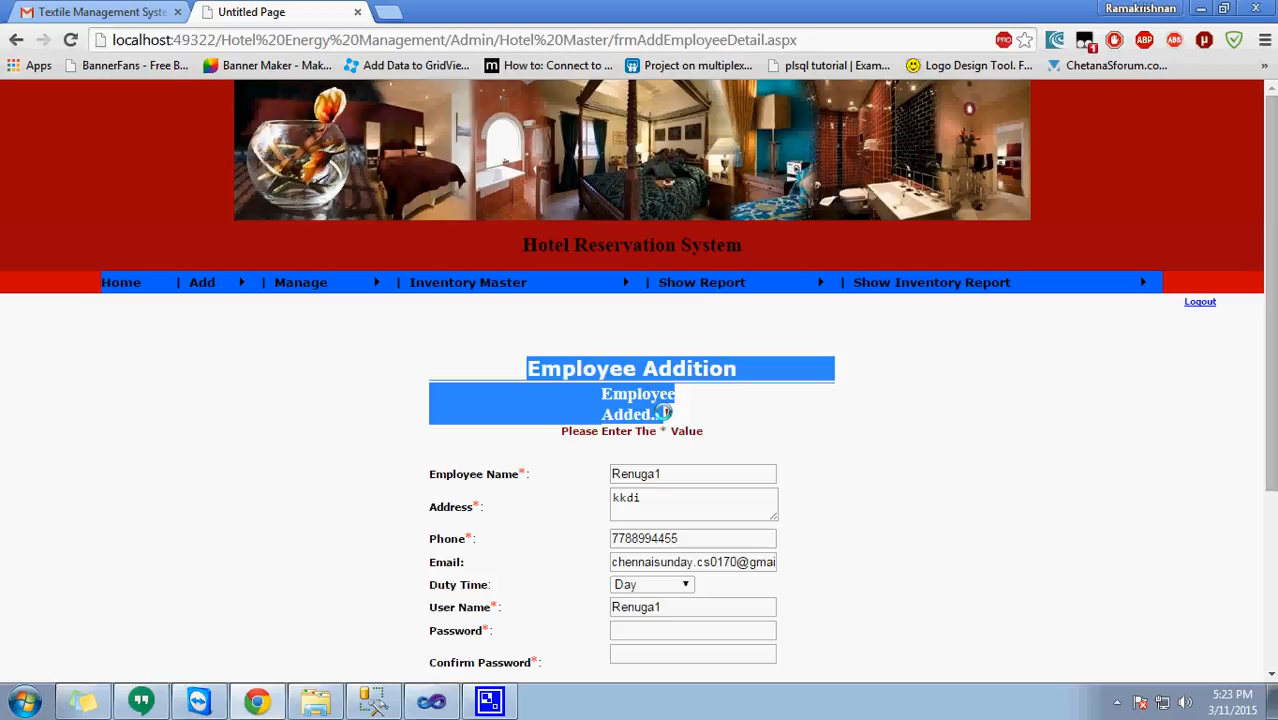 Textile Management Syste
Untitled Page
Ramakrishnan
localhost:49322/Hotel%20Energy%20Management/Admin/Hotel%20Master/frmAddEmployeeDetail.aspx
PRO
1
ABP
ABS
Apps
BannerFans - Free B...
Banner Maker - Mak...
Add Data to GridVie...
How to: Connect to ...
Project on multiplex...
plsql tutorial | Exam...
Logo Design Tool. F...
ChetanaSforum.co...
»
Hotel Reservation System
Home | Add | Manage | Inventory Master | Show Report | Show Inventory Report
Logout
Employee Addition
Employee
Added.
Please Enter The * Value
Employee Name*: Renuga1
Address*: kkdi
Phone*: 7788994455
Email: chennaisunday.cs0170@gmai
Duty Time: Day
User Name*: Renuga1
Password*:
Confirm Password*:
5:23 PM
3/11/2015